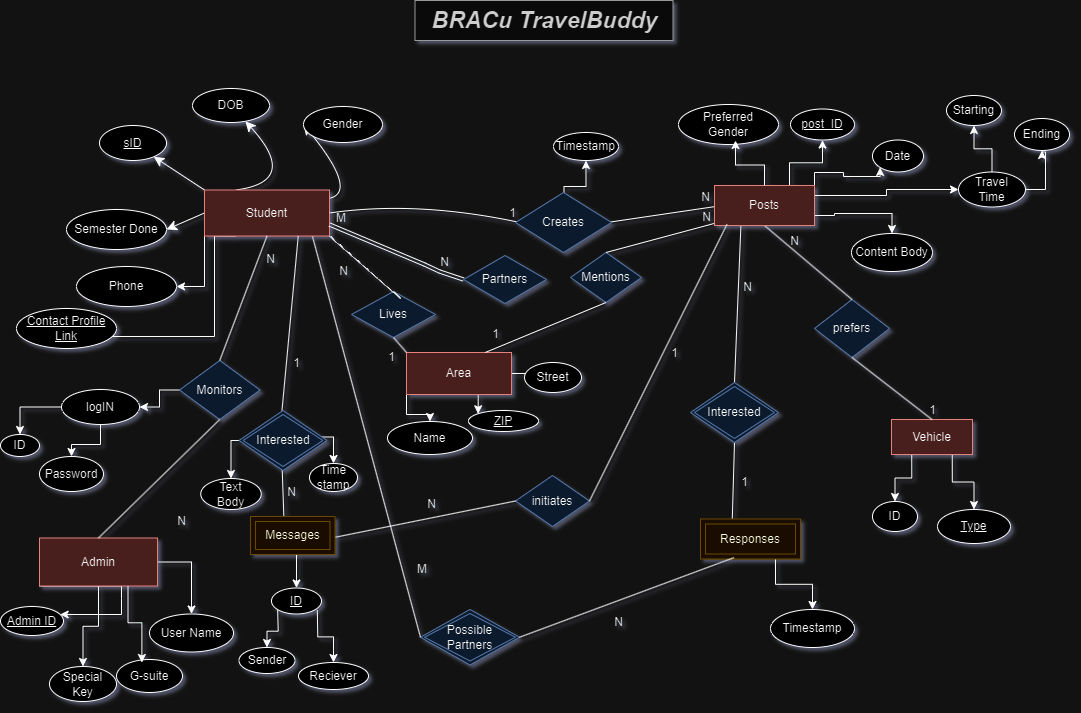 BRACu TravelBuddy
DOB
Gender
sID
Timestamp
Preferred
Gender
post_ID
Starting
Ending
Date
Travel
Time
Student
M
1
Creates
N
N
Posts
Semester Done
Content Body
N
N
N
Partners
Mentions
N
N
Phone
Contact Profile
Link
Lives
prefers
1
1
1
1
Area
Street
Monitors
logIN
ID
Password
Name
ZIP
Interested
Text
Body
Time
stamp
Interested
1
Vehicle
N
N
initiates
1
ID
Type
N
Messages
Responses
Admin
M
ID
Admin ID
User Name
Possible
Partners
N
Timestamp
Sender
Reciever
Special
Key
G-suite